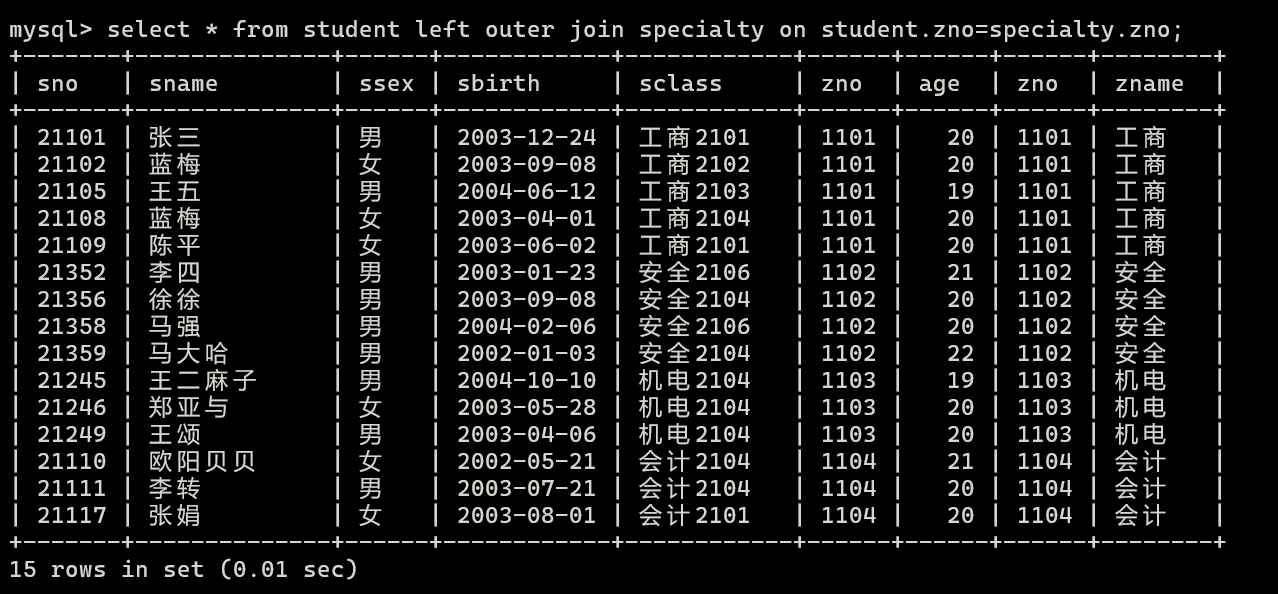 mysql> select * from student left outer join specialty on student.zno=specialty.zno;
+-------+--------------+------+------------+------------+------+------+------+--------+
| sno   | sname        | ssex | sbirth     | sclass     | zno  | age  | zno  | zname  |
+-------+--------------+------+------------+------------+------+------+------+--------+
| 21101 | 张三         | 男   | 2003-12-24 | 工商2101   | 1101 |   20 | 1101 | 工商   |
| 21102 | 蓝梅         | 女   | 2003-09-08 | 工商2102   | 1101 |   20 | 1101 | 工商   |
| 21105 | 王五         | 男   | 2004-06-12 | 工商2103   | 1101 |   19 | 1101 | 工商   |
| 21108 | 蓝梅         | 女   | 2003-04-01 | 工商2104   | 1101 |   20 | 1101 | 工商   |
| 21109 | 陈平         | 女   | 2003-06-02 | 工商2101   | 1101 |   20 | 1101 | 工商   |
| 21352 | 李四         | 男   | 2003-01-23 | 安全2106   | 1102 |   21 | 1102 | 安全   |
| 21356 | 徐徐         | 男   | 2003-09-08 | 安全2104   | 1102 |   20 | 1102 | 安全   |
| 21358 | 马强         | 男   | 2004-02-06 | 安全2106   | 1102 |   20 | 1102 | 安全   |
| 21359 | 马大哈       | 男   | 2002-01-03 | 安全2104   | 1102 |   22 | 1102 | 安全   |
| 21245 | 王二麻子     | 男   | 2004-10-10 | 机电2104   | 1103 |   19 | 1103 | 机电   |
| 21246 | 郑亚与       | 女   | 2003-05-28 | 机电2104   | 1103 |   20 | 1103 | 机电   |
| 21249 | 王颂         | 男   | 2003-04-06 | 机电2104   | 1103 |   20 | 1103 | 机电   |
| 21110 | 欧阳贝贝     | 女   | 2002-05-21 | 会计2104   | 1104 |   21 | 1104 | 会计   |
| 21111 | 李转         | 男   | 2003-07-21 | 会计2104   | 1104 |   20 | 1104 | 会计   |
| 21117 | 张娟         | 女   | 2003-08-01 | 会计2101   | 1104 |   20 | 1104 | 会计   |
+-------+--------------+------+------------+------------+------+------+------+--------+
15 rows in set (0.01 sec)